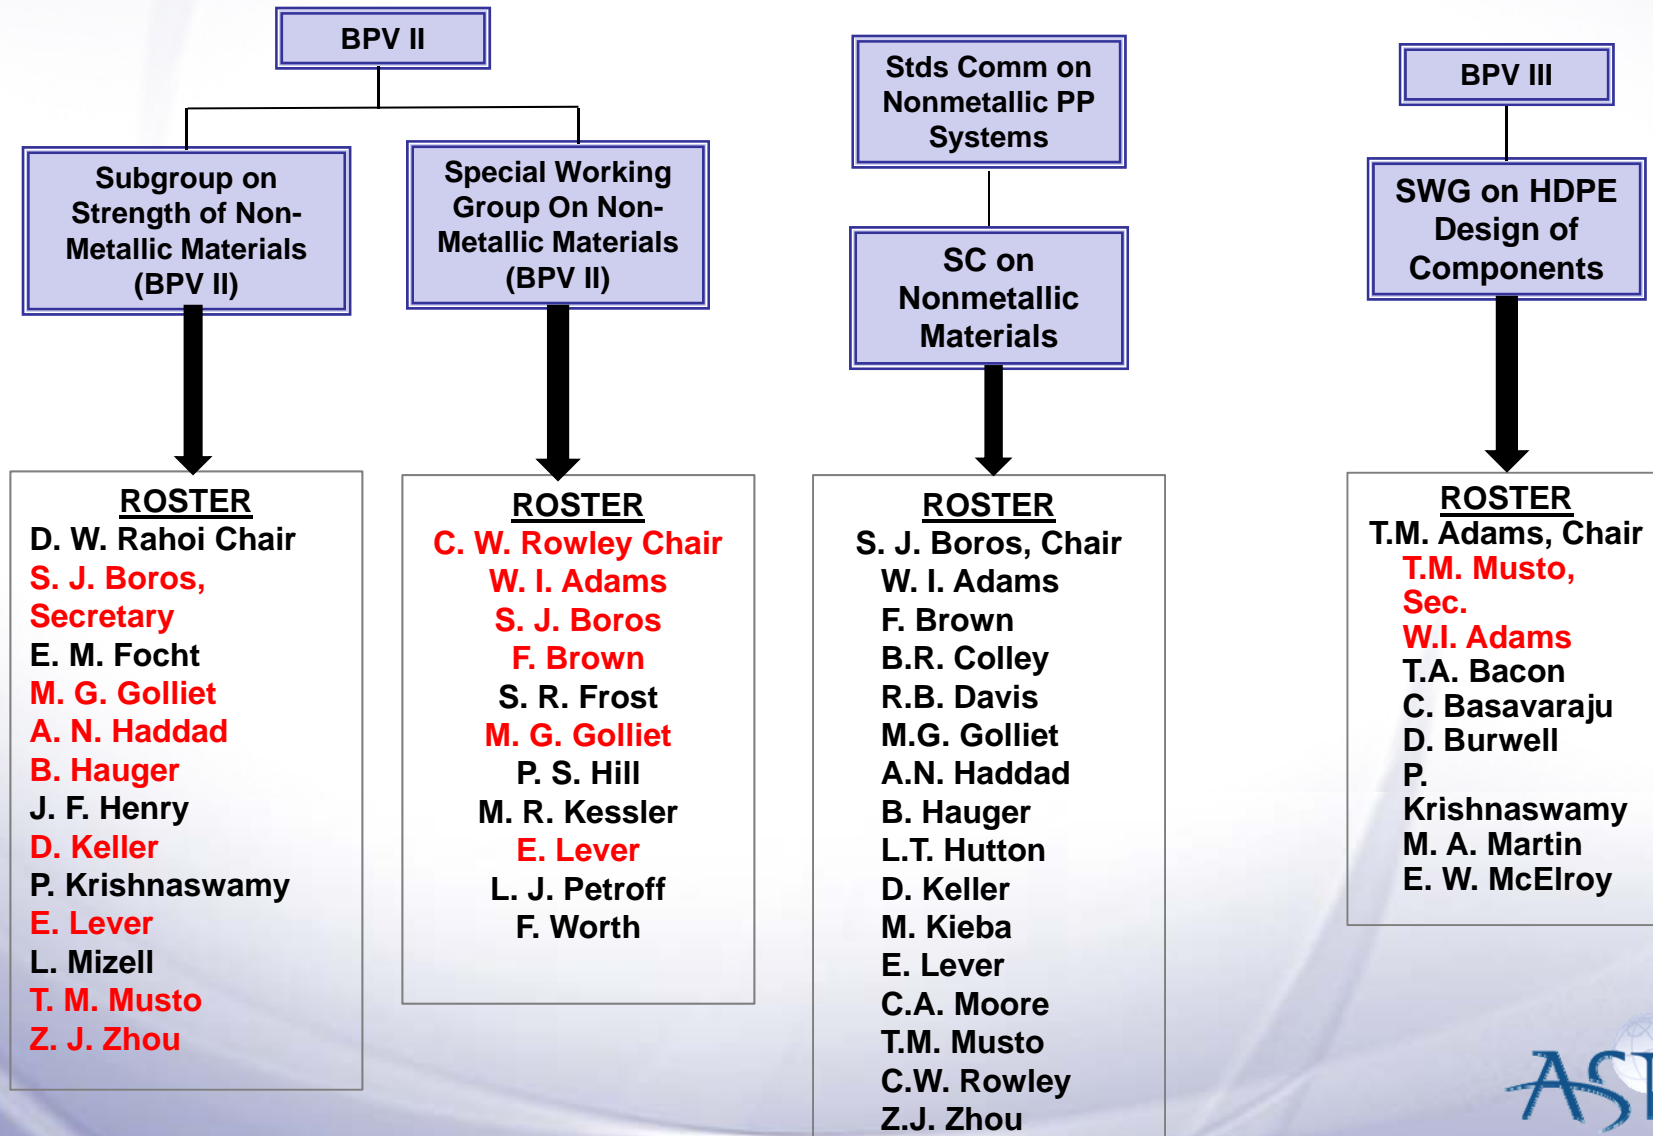 BPV II
Subgroup on
Strength of Non-
Metallic Materials
(BPV II)
Special Working
Group On Non-
Metallic Materials
(BPV II)
Stds Comm on
Nonmetallic PP
Systems
SC on
Nonmetallic
Materials
BPV III
SWG on HDPE
Design of
Components
ROSTER
D. W. Rahoi Chair
S. J. Boros,
Secretary
E. M. Focht
M. G. Golliet
A. N. Haddad
B. Hauger
J. F. Henry
D. Keller
P. Krishnaswamy
E. Lever
L. Mizell
T. M. Musto
Z. J. Zhou
ROSTER
C. W. Rowley Chair
W. I. Adams
S. J. Boros
F. Brown
S. R. Frost
M. G. Golliet
P. S. Hill
M. R. Kessler
E. Lever
L. J. Petroff
F. Worth
ROSTER
S. J. Boros, Chair
W. I. Adams
F. Brown
B.R. Colley
R.B. Davis
M.G. Golliet
A.N. Haddad
B. Hauger
L.T. Hutton
D. Keller
M. Kieba
E. Lever
C.A. Moore
T.M. Musto
C.W. Rowley
Z.J. Zhou
ROSTER
T.M. Adams, Chair
T.M. Musto,
Sec.
W.I. Adams
T.A. Bacon
C. Basavaraju
D. Burwell
P.
Krishnaswamy
M. A. Martin
E. W. McElroy